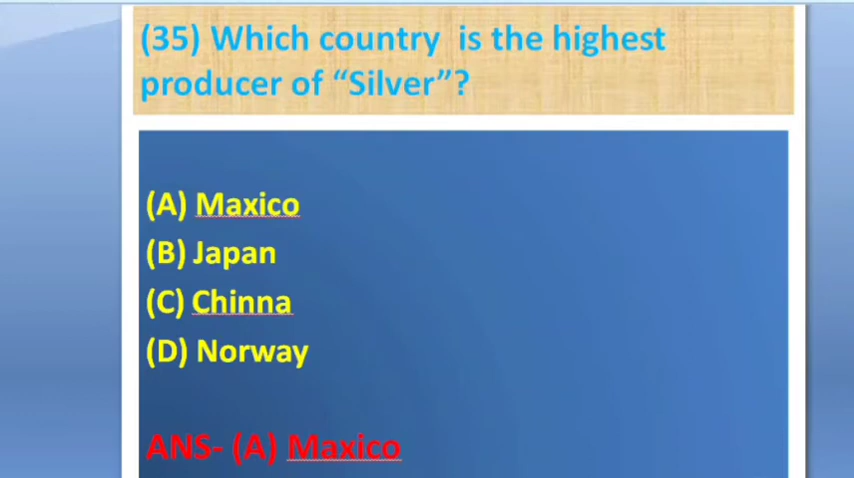 (35) Which country is the highest
producer of “Silver”?
(A) Maxico
(B) Japan
(C) Chinna
(D) Norway
ANS- (A) Maxico